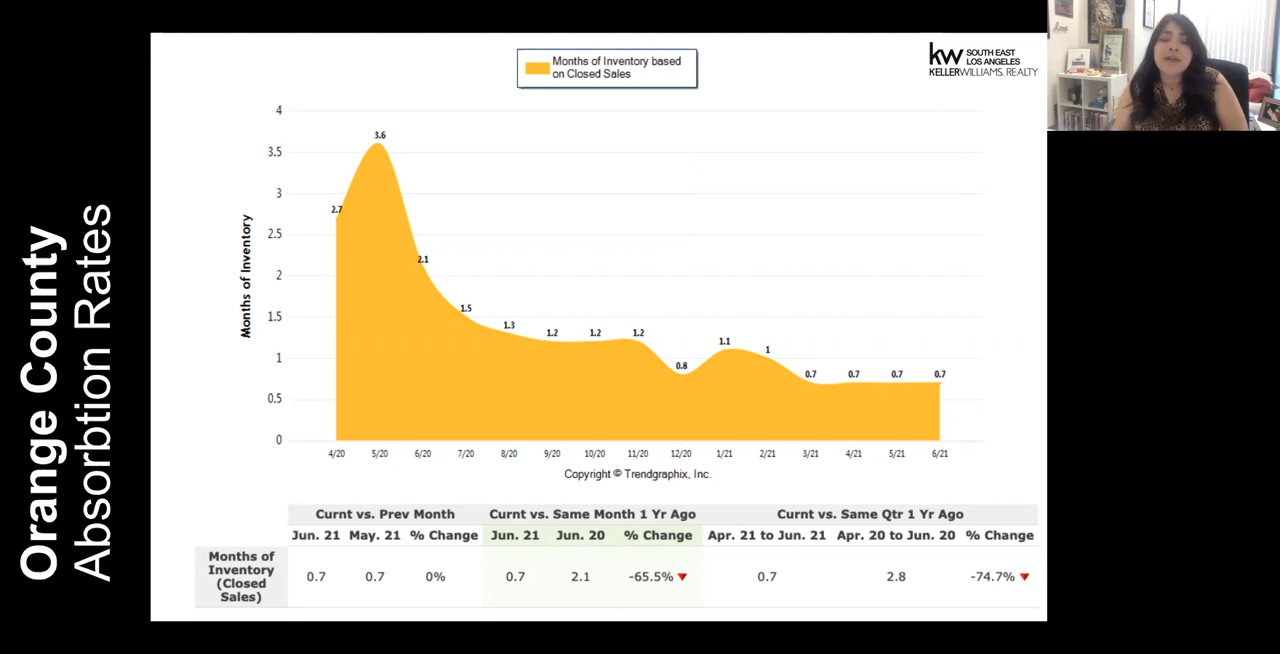 Orange County
Absorbtion Rates
Months of Inventory based
on Closed Sales
kw SOUTH EAST
LOS ANGELES
KELLERWILLIAMS. REALTY
Months of Inventory
4
3.5
3
2.5
2
1.5
1
0.5
0
2.7
3.6
2.1
1.5
1.3
1.2
1.2
1.2
0.8
1.1
1
0.7
0.7
0.7
0.7
4/20 5/20 6/20 7/20 8/20 9/20 10/20 11/20 12/20 1/21 2/21 3/21 4/21 5/21 6/21
Copyright © Trendgraphix, Inc.
Curnt vs. Prev Month Curnt vs. Same Month 1 Yr Ago Curnt vs. Same Qtr 1 Yr Ago
Jun. 21 May. 21 % Change Jun. 21 Jun. 20 % Change Apr. 21 to Jun. 21 Apr. 20 to Jun. 20 % Change
Months of
Inventory
(Closed
Sales)
0.7 0.7 0% 0.7 2.1 -65.5% 0.7 2.8 -74.7%